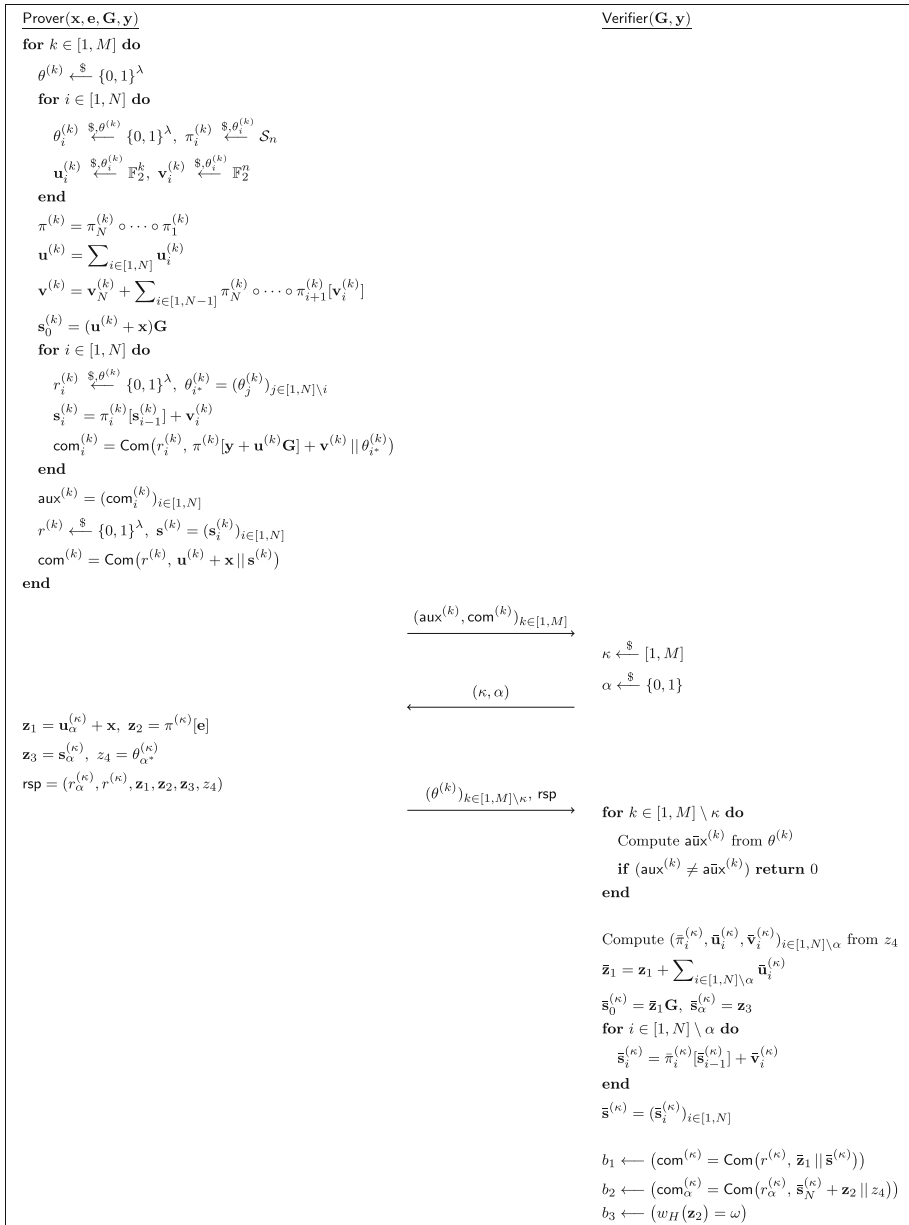 Prover(x, e, G, y)
Verifier(G, y)
for k ∈ [1, M] do
θ^{(k)} ←^{$} {0, 1}^λ
for i ∈ [1, N] do
θ_i^{(k)} ←^{$,θ^{(k)}} {0, 1}^λ, π_i^{(k)} ←^{$,θ_i^{(k)}} S_n
u_i^{(k)} ←^{$,θ_i^{(k)}} F_2^k, v_i^{(k)} ←^{$,θ_i^{(k)}} F_2^n
end
π^{(k)} = π_N^{(k)} ∘ ⋯ ∘ π_1^{(k)}
u^{(k)} = ∑_{i∈[1,N]} u_i^{(k)}
v^{(k)} = v_N^{(k)} + ∑_{i∈[1,N−1]} π_N^{(k)} ∘ ⋯ ∘ π_{i+1}^{(k)}[v_i^{(k)}]
s_0^{(k)} = (u^{(k)} + x)G
for i ∈ [1, N] do
r_i^{(k)} ←^{$,θ^{(k)}} {0, 1}^λ, θ_{i*}^{(k)} = (θ_j^{(k)})_{j∈[1,N]\i}
s_i^{(k)} = π_i^{(k)}[s_{i−1}^{(k)}] + v_i^{(k)}
com_i^{(k)} = Com(r_i^{(k)}, π^{(k)}[y + u^{(k)}G] + v^{(k)} || θ_{i*}^{(k)})
end
aux^{(k)} = (com_i^{(k)})_{i∈[1,N]}
r^{(k)} ←^{$} {0, 1}^λ, s^{(k)} = (s_i^{(k)})_{i∈[1,N]}
com^{(k)} = Com(r^{(k)}, u^{(k)} + x || s^{(k)})
end
(aux^{(k)}, com^{(k)})_{k∈[1,M]}
κ ←^{$} [1, M]
α ←^{$} {0, 1}
(κ, α)
z_1 = u_α^{(κ)} + x, z_2 = π^{(κ)}[e]
z_3 = s_α^{(κ)}, z_4 = θ_{α*}^{(κ)}
rsp = (r_α^{(κ)}, r^{(κ)}, z_1, z_2, z_3, z_4)
(θ^{(k)})_{k∈[1,M]\κ}, rsp
for k ∈ [1, M] \ κ do
Compute aūx^{(k)} from θ^{(k)}
if (aux^{(k)} ≠ aūx^{(k)}) return 0
end
Compute (π̄_i^{(κ)}, ū_i^{(κ)}, v̄_i^{(κ)})_{i∈[1,N]\α} from z_4
z̄_1 = z_1 + ∑_{i∈[1,N]\α} ū_i^{(κ)}
s̄_0^{(κ)} = z̄_1G, s̄_α^{(κ)} = z_3
for i ∈ [1, N] \ α do
s̄_i^{(κ)} = π̄_i^{(κ)}[s̄_{i−1}^{(κ)}] + v̄_i^{(κ)}
end
s̄^{(κ)} = (s̄_i^{(κ)})_{i∈[1,N]}
b_1 ⟵ (com^{(κ)} = Com(r^{(κ)}, z̄_1 || s̄^{(κ)}))
b_2 ⟵ (com_α^{(κ)} = Com(r_α^{(κ)}, s̄_N^{(κ)} + z_2 || z_4))
b_3 ⟵ (w_H(z_2) = ω)